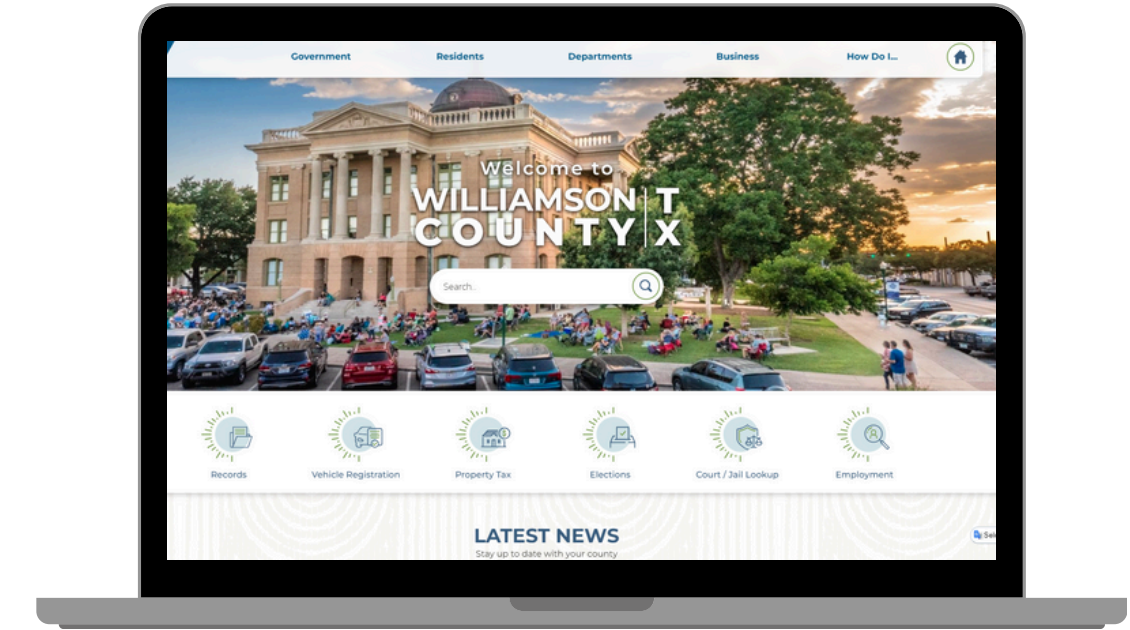 Government Residents Departments Business How Do I...
Welcome to
WILLIAMSON T
COUNTY X
Search..
Records Vehicle Registration Property Tax Elections Court / Jail Lookup Employment
LATEST NEWS
Stay up to date with your county